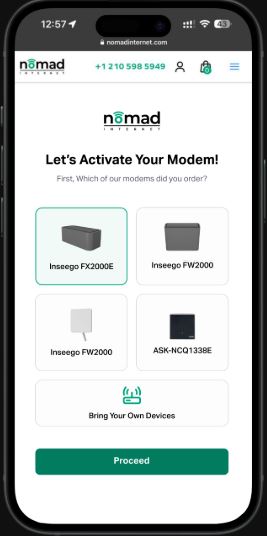 12:57
43
nomadinternet.com
nomad
INTERNET
+1 210 598 5949
0
nomad
INTERNET
Let's Activate Your Modem!
First, Which of our modems did you order?
Inseego FX2000E
Inseego FW2000
Inseego FW2000
ASK-NCQ1338E
Bring Your Own Devices
Proceed